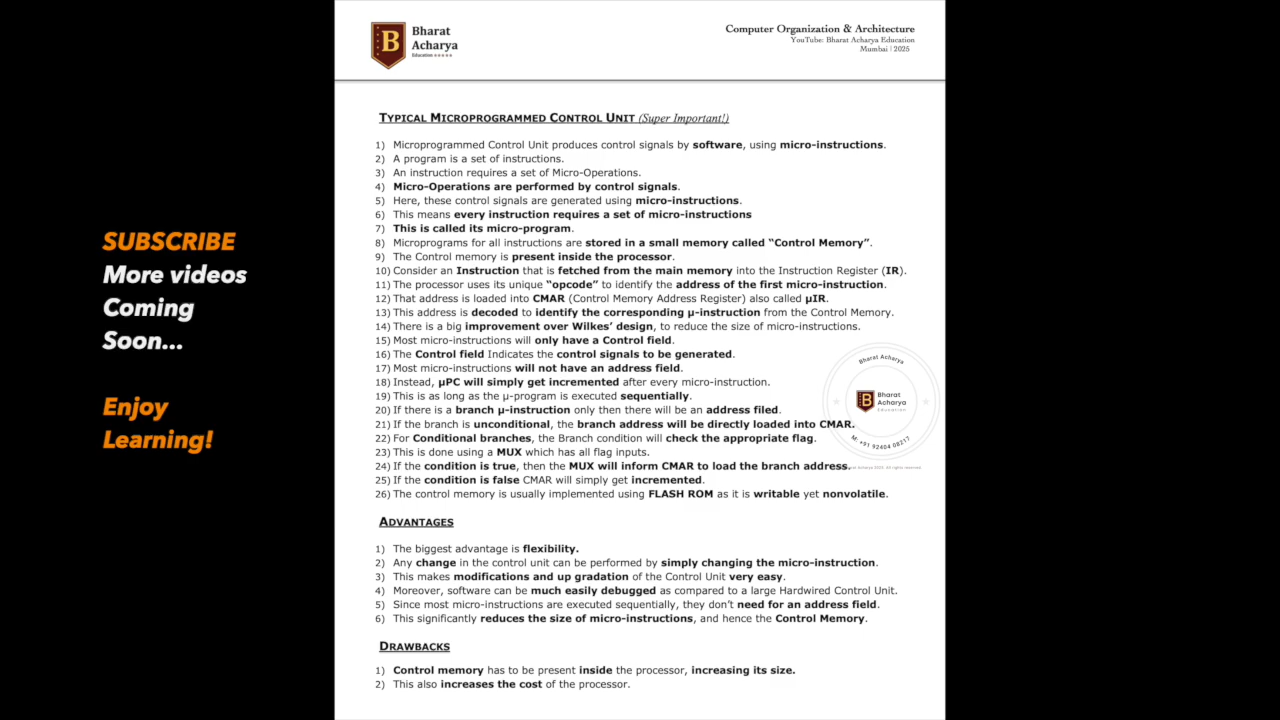 Bharat
Acharya
Education ★★★★★
Computer Organization & Architecture
YouTube: Bharat Acharya Education
Mumbai | 2025
SUBSCRIBE
More videos
Coming
Soon...
Enjoy
Learning!
TYPICAL MICROPROGRAMMED CONTROL UNIT (Super Important!)
1) Microprogrammed Control Unit produces control signals by software, using micro-instructions.
2) A program is a set of instructions.
3) An instruction requires a set of Micro-Operations.
4) Micro-Operations are performed by control signals.
5) Here, these control signals are generated using micro-instructions.
6) This means every instruction requires a set of micro-instructions
7) This is called its micro-program.
8) Microprograms for all instructions are stored in a small memory called “Control Memory”.
9) The Control memory is present inside the processor.
10) Consider an Instruction that is fetched from the main memory into the Instruction Register (IR).
11) The processor uses its unique “opcode” to identify the address of the first micro-instruction.
12) That address is loaded into CMAR (Control Memory Address Register) also called µIR.
13) This address is decoded to identify the corresponding µ-instruction from the Control Memory.
14) There is a big improvement over Wilkes’ design, to reduce the size of micro-instructions.
15) Most micro-instructions will only have a Control field.
16) The Control field Indicates the control signals to be generated.
17) Most micro-instructions will not have an address field.
18) Instead, µPC will simply get incremented after every micro-instruction.
19) This is as long as the µ-program is executed sequentially.
20) If there is a branch µ-instruction only then there will be an address filed.
21) If the branch is unconditional, the branch address will be directly loaded into CMAR.
22) For Conditional branches, the Branch condition will check the appropriate flag.
23) This is done using a MUX which has all flag inputs.
24) If the condition is true, then the MUX will inform CMAR to load the branch address.
25) If the condition is false CMAR will simply get incremented.
26) The control memory is usually implemented using FLASH ROM as it is writable yet nonvolatile.
Bharat Acharya
Bharat
Acharya
Education
M: +91 92404 08217
ADVANTAGES
1) The biggest advantage is flexibility.
2) Any change in the control unit can be performed by simply changing the micro-instruction.
3) This makes modifications and up gradation of the Control Unit very easy.
4) Moreover, software can be much easily debugged as compared to a large Hardwired Control Unit.
5) Since most micro-instructions are executed sequentially, they don’t need for an address field.
6) This significantly reduces the size of micro-instructions, and hence the Control Memory.
DRAWBACKS
1) Control memory has to be present inside the processor, increasing its size.
2) This also increases the cost of the processor.